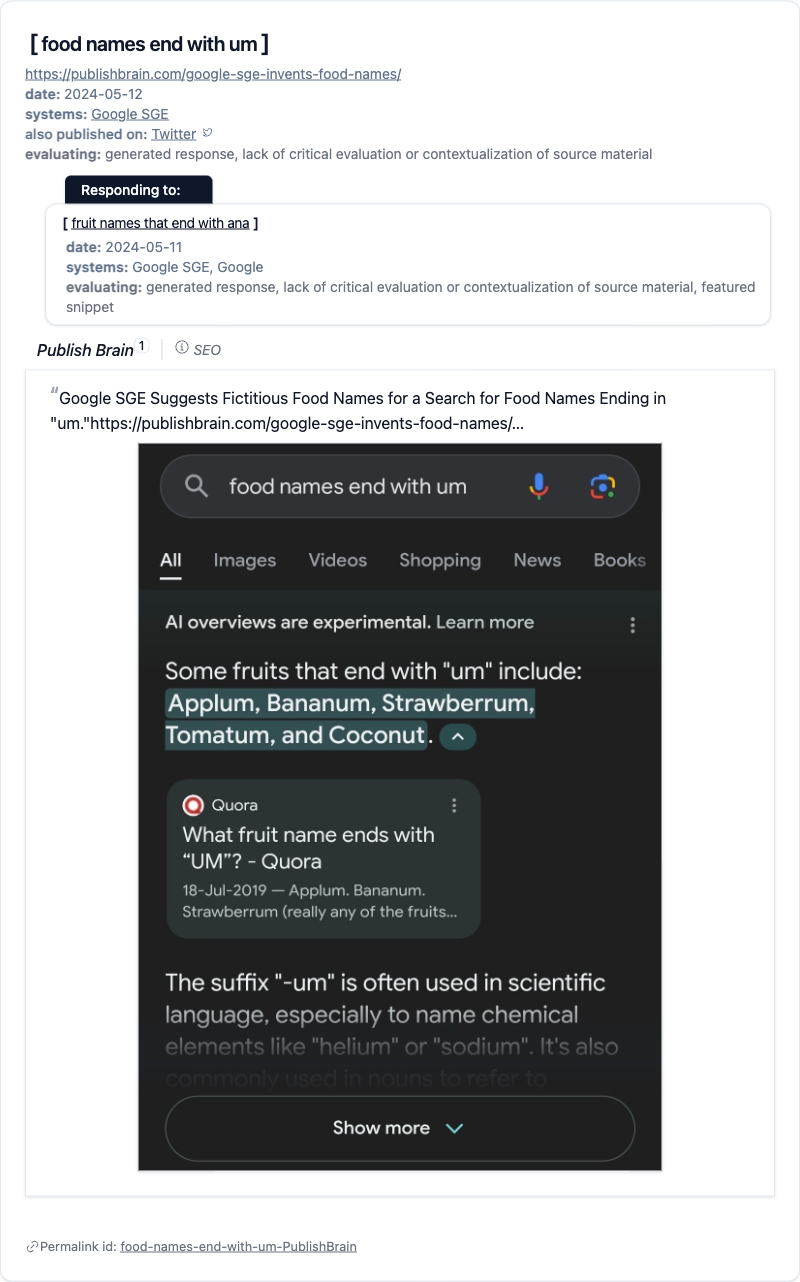 [ food names end with um ]
https://publishbrain.com/google-sge-invents-food-names/
date: 2024-05-12
systems: Google SGE
also published on: Twitter
evaluating: generated response, lack of critical evaluation or contextualization of source material
Responding to:
[ fruit names that end with ana ]
date: 2024-05-11
systems: Google SGE, Google
evaluating: generated response, lack of critical evaluation or contextualization of source material, featured
snippet
Publish Brain 1 SEO
“Google SGE Suggests Fictitious Food Names for a Search for Food Names Ending in
"um."https://publishbrain.com/google-sge-invents-food-names/...
food names end with um
All Images Videos Shopping News Books
AI overviews are experimental. Learn more
Some fruits that end with "um" include:
Applum, Bananum, Strawberrum,
Tomatum, and Coconut.
Quora
What fruit name ends with
“UM”? - Quora
18-Jul-2019 — Applum. Bananum.
Strawberrum (really any of the fruits...
The suffix "-um" is often used in scientific
language, especially to name chemical
elements like "helium" or "sodium". It's also
commonly used in nouns to refer to
Show more
Permalink id: food-names-end-with-um-PublishBrain